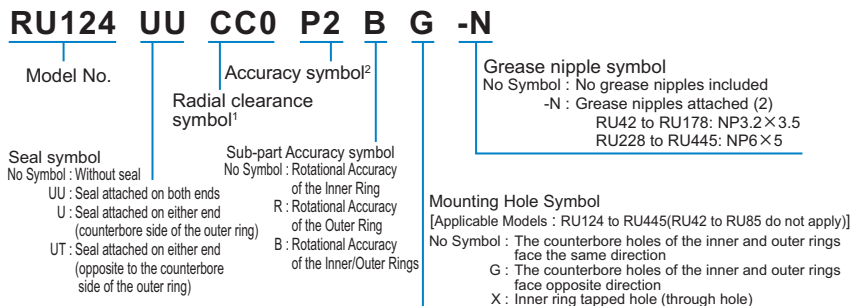 RU124 UU CC0 P2 B G -N
Model No.
Accuracy symbol2
Radial clearance
symbol1
Seal symbol
No Symbol : Without seal
UU : Seal attached on both ends
U : Seal attached on either end
(counterbore side of the outer ring)
UT : Seal attached on either end
(opposite to the counterbore
side of the outer ring)
Sub-part Accuracy symbol
No Symbol : Rotational Accuracy
of the Inner Ring
R : Rotational Accuracy
of the Outer Ring
B : Rotational Accuracy
of the Inner/Outer Rings
Grease nipple symbol
No Symbol : No grease nipples included
-N : Grease nipples attached (2)
RU42 to RU178: NP3.2×3.5
RU228 to RU445: NP6×5
Mounting Hole Symbol
[Applicable Models : RU124 to RU445(RU42 to RU85 do not apply)]
No Symbol : The counterbore holes of the inner and outer rings
face the same direction
G : The counterbore holes of the inner and outer rings
face opposite direction
X : Inner ring tapped hole (through hole)